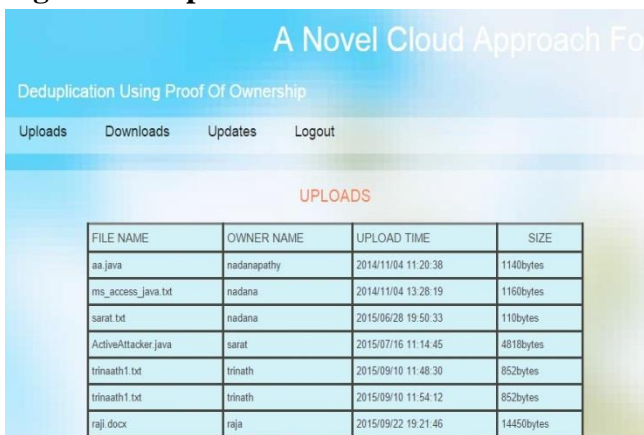 A Novel Cloud Approach Fo
Deduplication Using Proof Of Ownership
Uploads Downloads Updates Logout
UPLOADS
FILE NAME OWNER NAME UPLOAD TIME SIZE
aa.java nadanapathy 2014/11/04 11:20:38 1140bytes
ms_access_java.txt nadana 2014/11/04 13:28:19 1160bytes
sarat.txt nadana 2015/06/28 19:50:33 110bytes
ActiveAttacker.java sarat 2015/07/16 11:14:45 4818bytes
trinaath1.txt trinath 2015/09/10 11:48:30 852bytes
trinaath1.txt trinath 2015/09/10 11:54:12 852bytes
raji.docx raja 2015/09/22 19:21:46 14450bytes